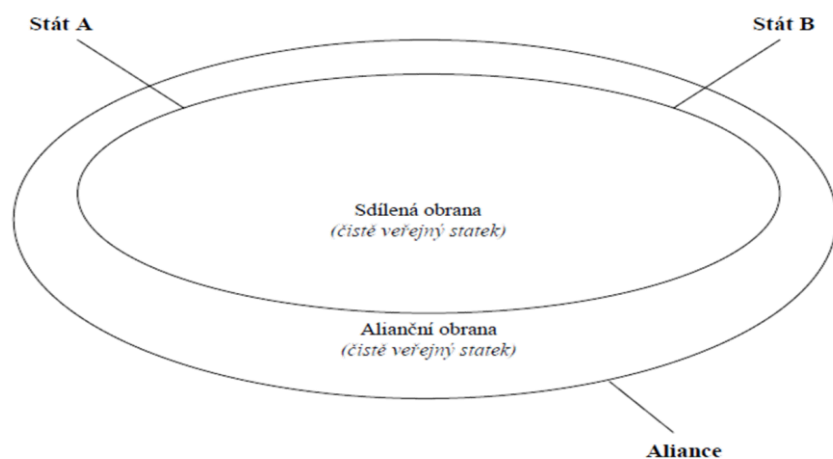 Stát A
Stát B
Sdílená obrana
(čistě veřejný statek)
Alianční obrana
(čistě veřejný statek)
Aliance